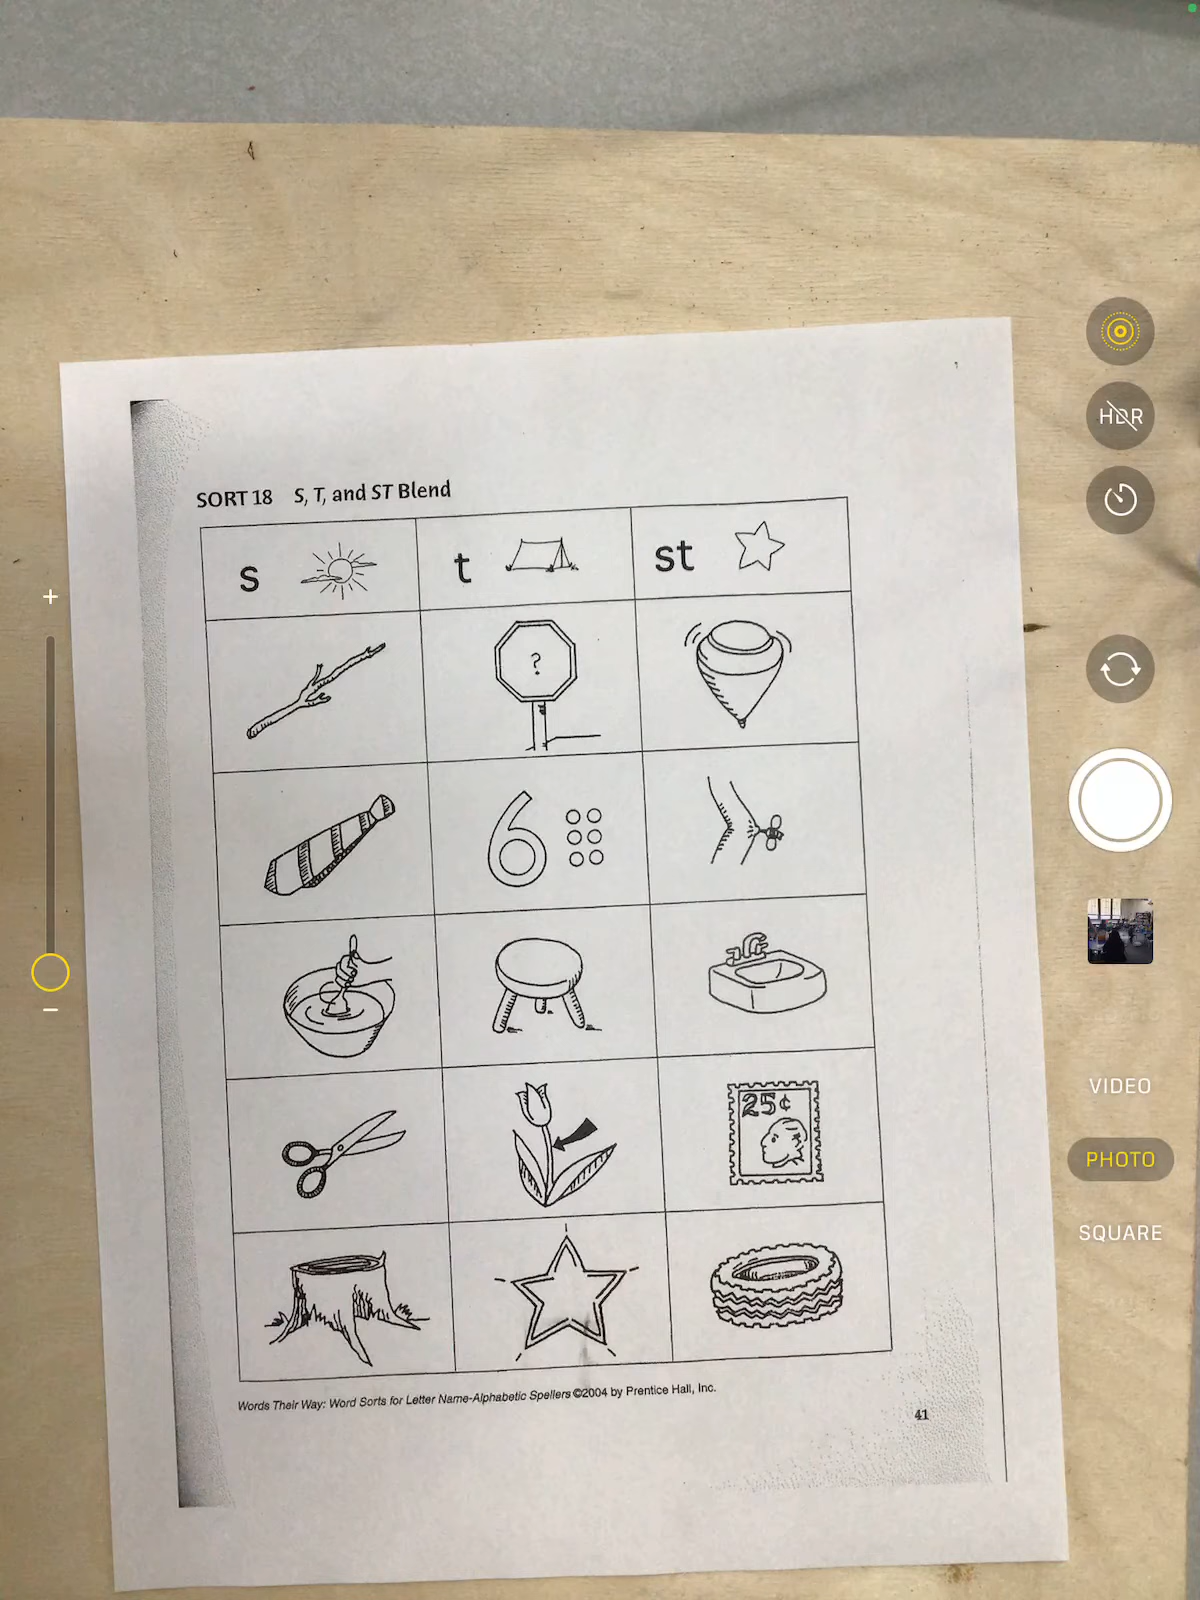 SORT 18 S, T, and ST Blend
s t st
?
6
25¢
Words Their Way: Word Sorts for Letter Name-Alphabetic Spellers ©2004 by Prentice Hall, Inc.
41
+
−
HDR
VIDEO
PHOTO
SQUARE